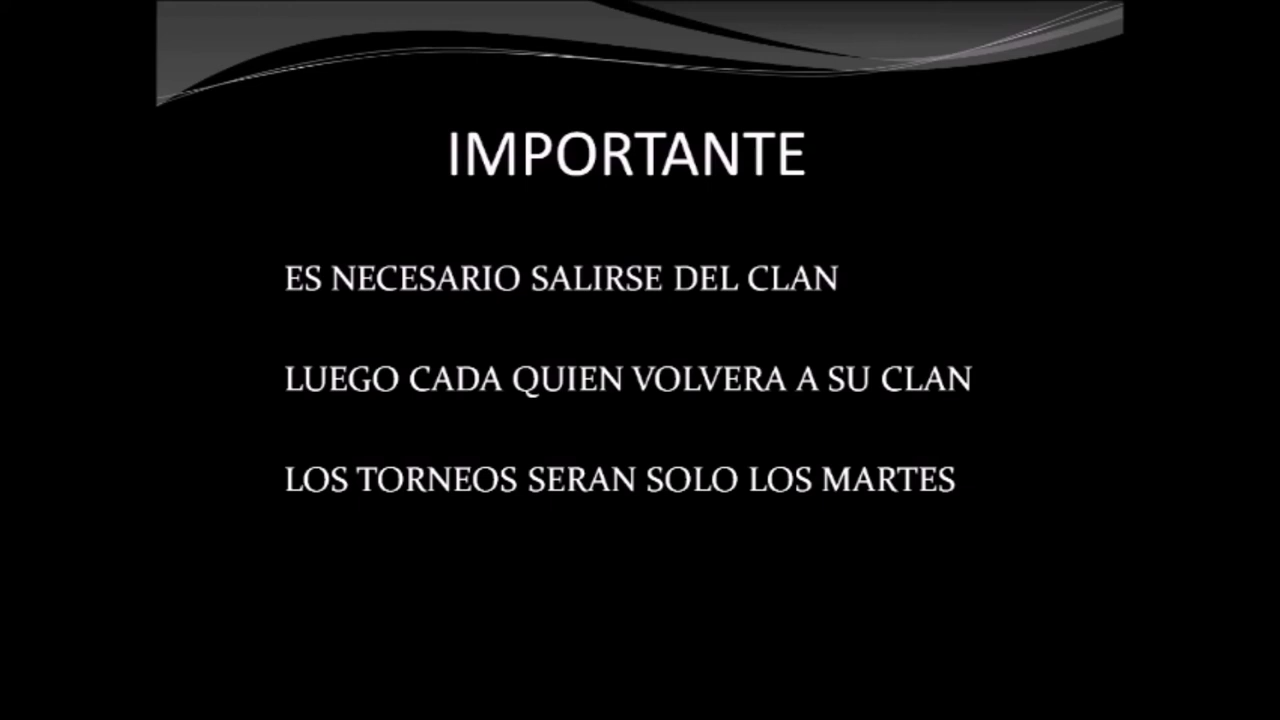 IMPORTANTE
ES NECESARIO SALIRSE DEL CLAN
LUEGO CADA QUIEN VOLVERA A SU CLAN
LOS TORNEOS SERAN SOLO LOS MARTES